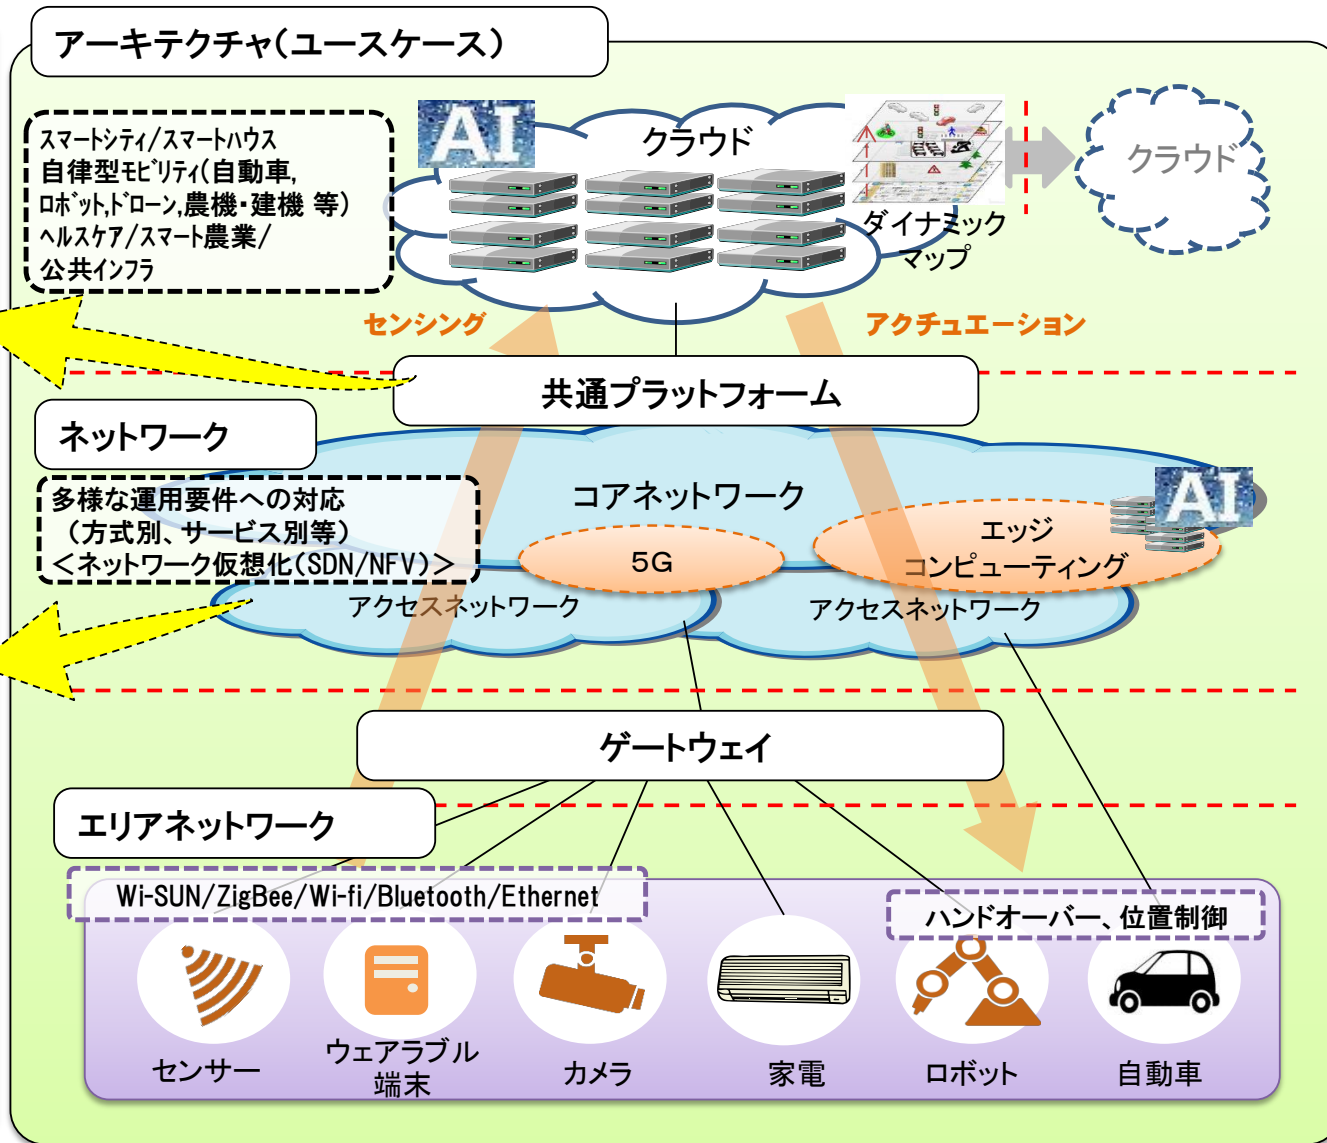 アーキテクチャ（ユースケース）
AI
クラウド
クラウド
ｽﾏｰﾄｼﾃｨ/ｽﾏｰﾄﾊｳｽ
自律型ﾓﾋﾞﾘﾃｨ(自動車,
ﾛﾎﾞｯﾄ,ﾄﾞﾛｰﾝ,農機・建機 等)
ﾍﾙｽｹｱ/ｽﾏｰﾄ農業/
公共ｲﾝﾌﾗ
ダイナミック
マップ
センシング
アクチュエーション
共通プラットフォーム
ネットワーク
多様な運用要件への対応
（方式別、サービス別等）
＜ネットワーク仮想化（SDN/NFV）＞
コアネットワーク
AI
5G
エッジ
コンピューティング
アクセスネットワーク
アクセスネットワーク
ゲートウェイ
エリアネットワーク
Wi-SUN/ZigBee/Wi-fi/Bluetooth/Ethernet
ハンドオーバー、位置制御
センサー
ウェアラブル
端末
カメラ
家電
ロボット
自動車